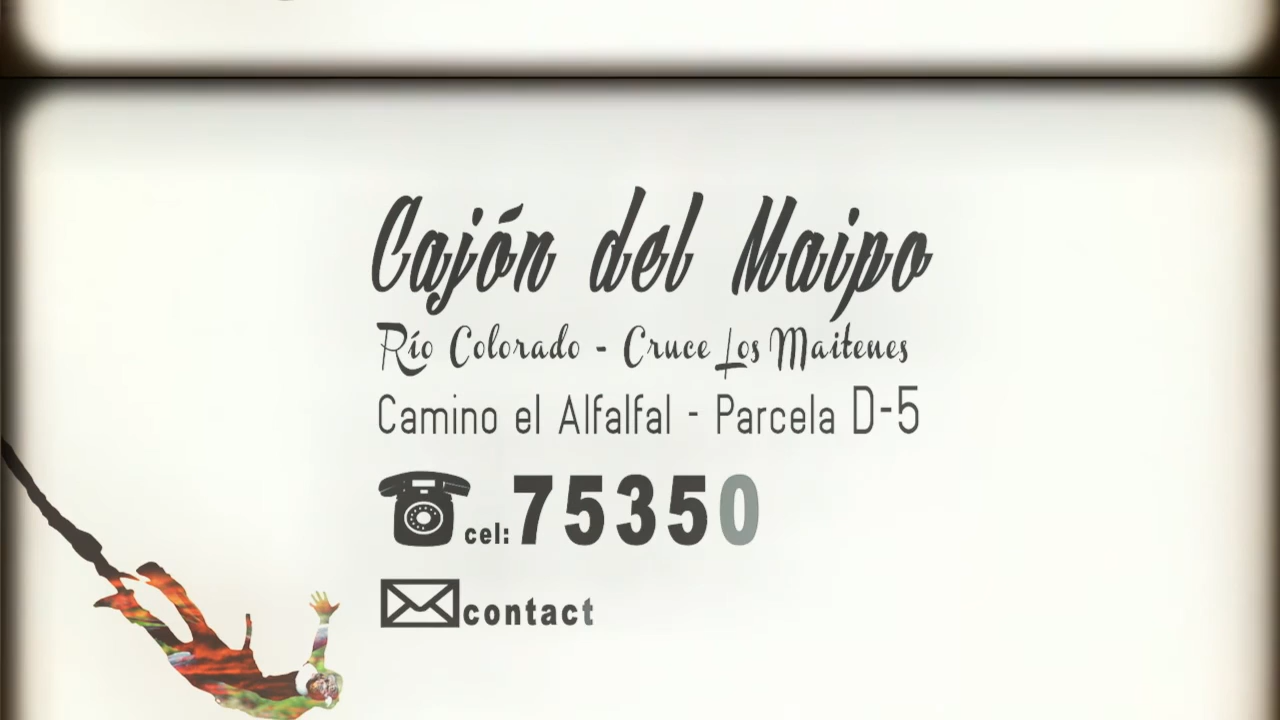 Cajón del Maipo
Río Colorado - Cruce Los Maitenes
Camino el Alfalfal - Parcela D-5
cel: 75350
contact